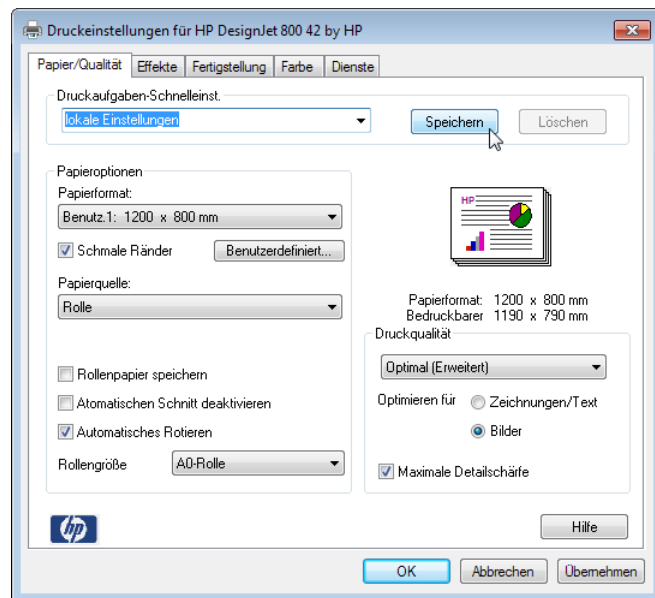 Druckeinstellungen für HP DesignJet 800 42 by HP
Papier/Qualität Effekte Fertigstellung Farbe Dienste
Druckaufgaben-Schnelleinst.
lokale Einstellungen Speichern Löschen
Papieroptionen
Papierformat:
Benutz.1: 1200 x 800 mm
Schmale Ränder Benutzerdefiniert...
Papierquelle:
Rolle
Rollenpapier speichern
Atomatischen Schnitt deaktivieren
Automatisches Rotieren
Rollengröße A0-Rolle
HP
Papierformat: 1200 x 800 mm
Bedruckbarer 1190 x 790 mm
Druckqualität
Optimal (Erweitert)
Optimieren für Zeichnungen/Text
Bilder
Maximale Detailschärfe
hp
Hilfe
OK Abbrechen Übernehmen